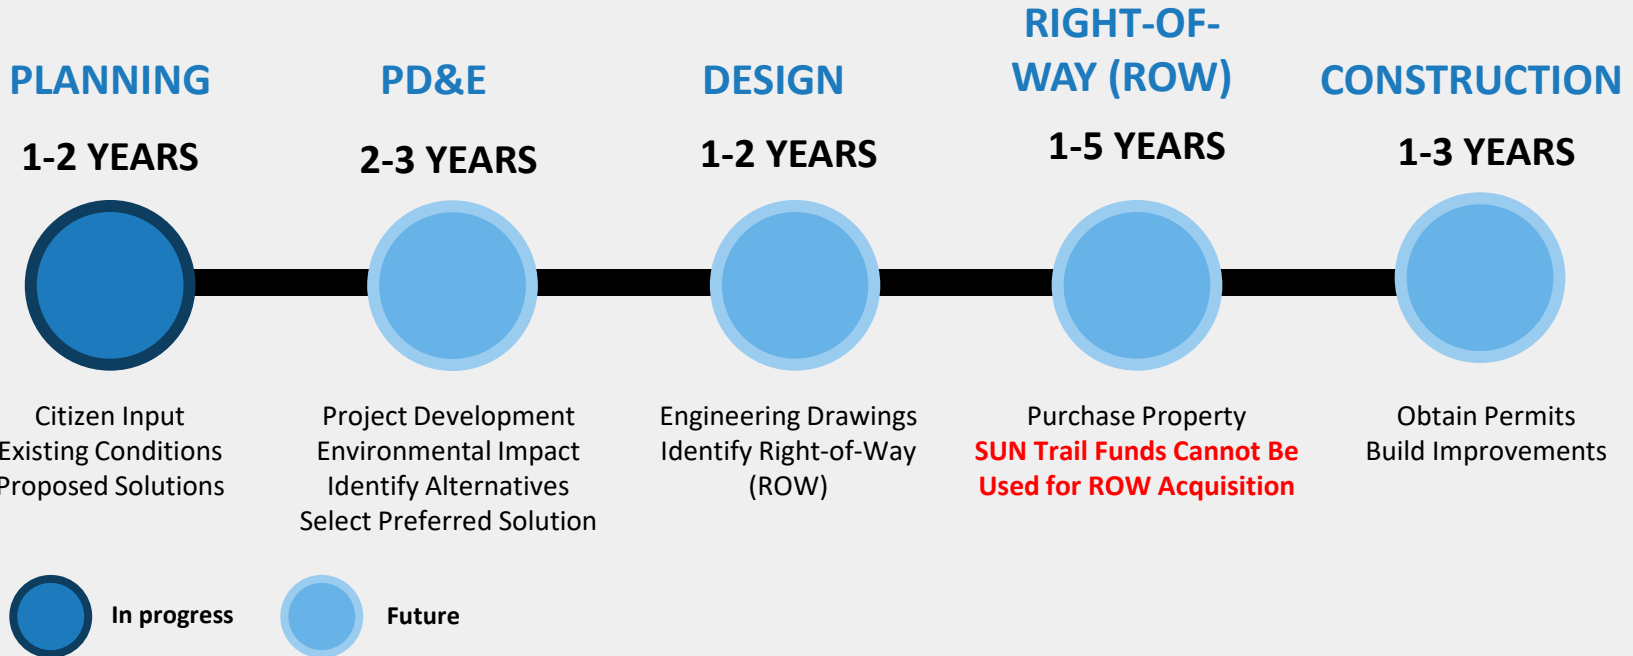 PLANNING
1-2 YEARS
Citizen Input
Existing Conditions
Proposed Solutions
PD&E
2-3 YEARS
Project Development
Environmental Impact
Identify Alternatives
Select Preferred Solution
DESIGN
1-2 YEARS
Engineering Drawings
Identify Right-of-Way
(ROW)
RIGHT-OF-
WAY (ROW)
1-5 YEARS
Purchase Property
SUN Trail Funds Cannot Be
Used for ROW Acquisition
CONSTRUCTION
1-3 YEARS
Obtain Permits
Build Improvements
In progress
Future